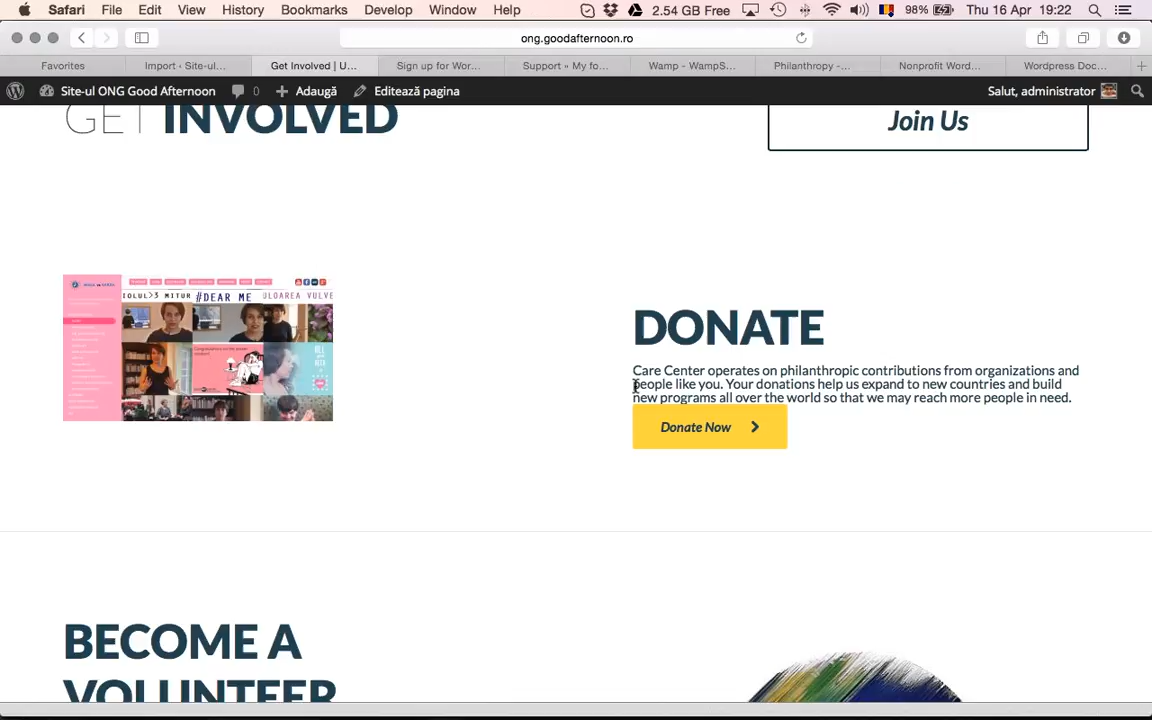 Safari File Edit View History Bookmarks Develop Window Help 2.54 GB Free 98% Thu 16 Apr 19:22
ong.goodafternoon.ro
Favorites Import ‹ Site-ul... Get Involved | U... Sign up for Wor... Support » My fo... Wamp - WampS... Philanthropy -... Nonprofit Word... Wordpress Doc...
Site-ul ONG Good Afternoon 0 Adaugă Editează pagina Salut, administrator
GET INVOLVED
Join Us
#DEAR ME
DONATE
Care Center operates on philanthropic contributions from organizations and
people like you. Your donations help us expand to new countries and build
new programs all over the world so that we may reach more people in need.
Donate Now
BECOME A
VOLUNTEER